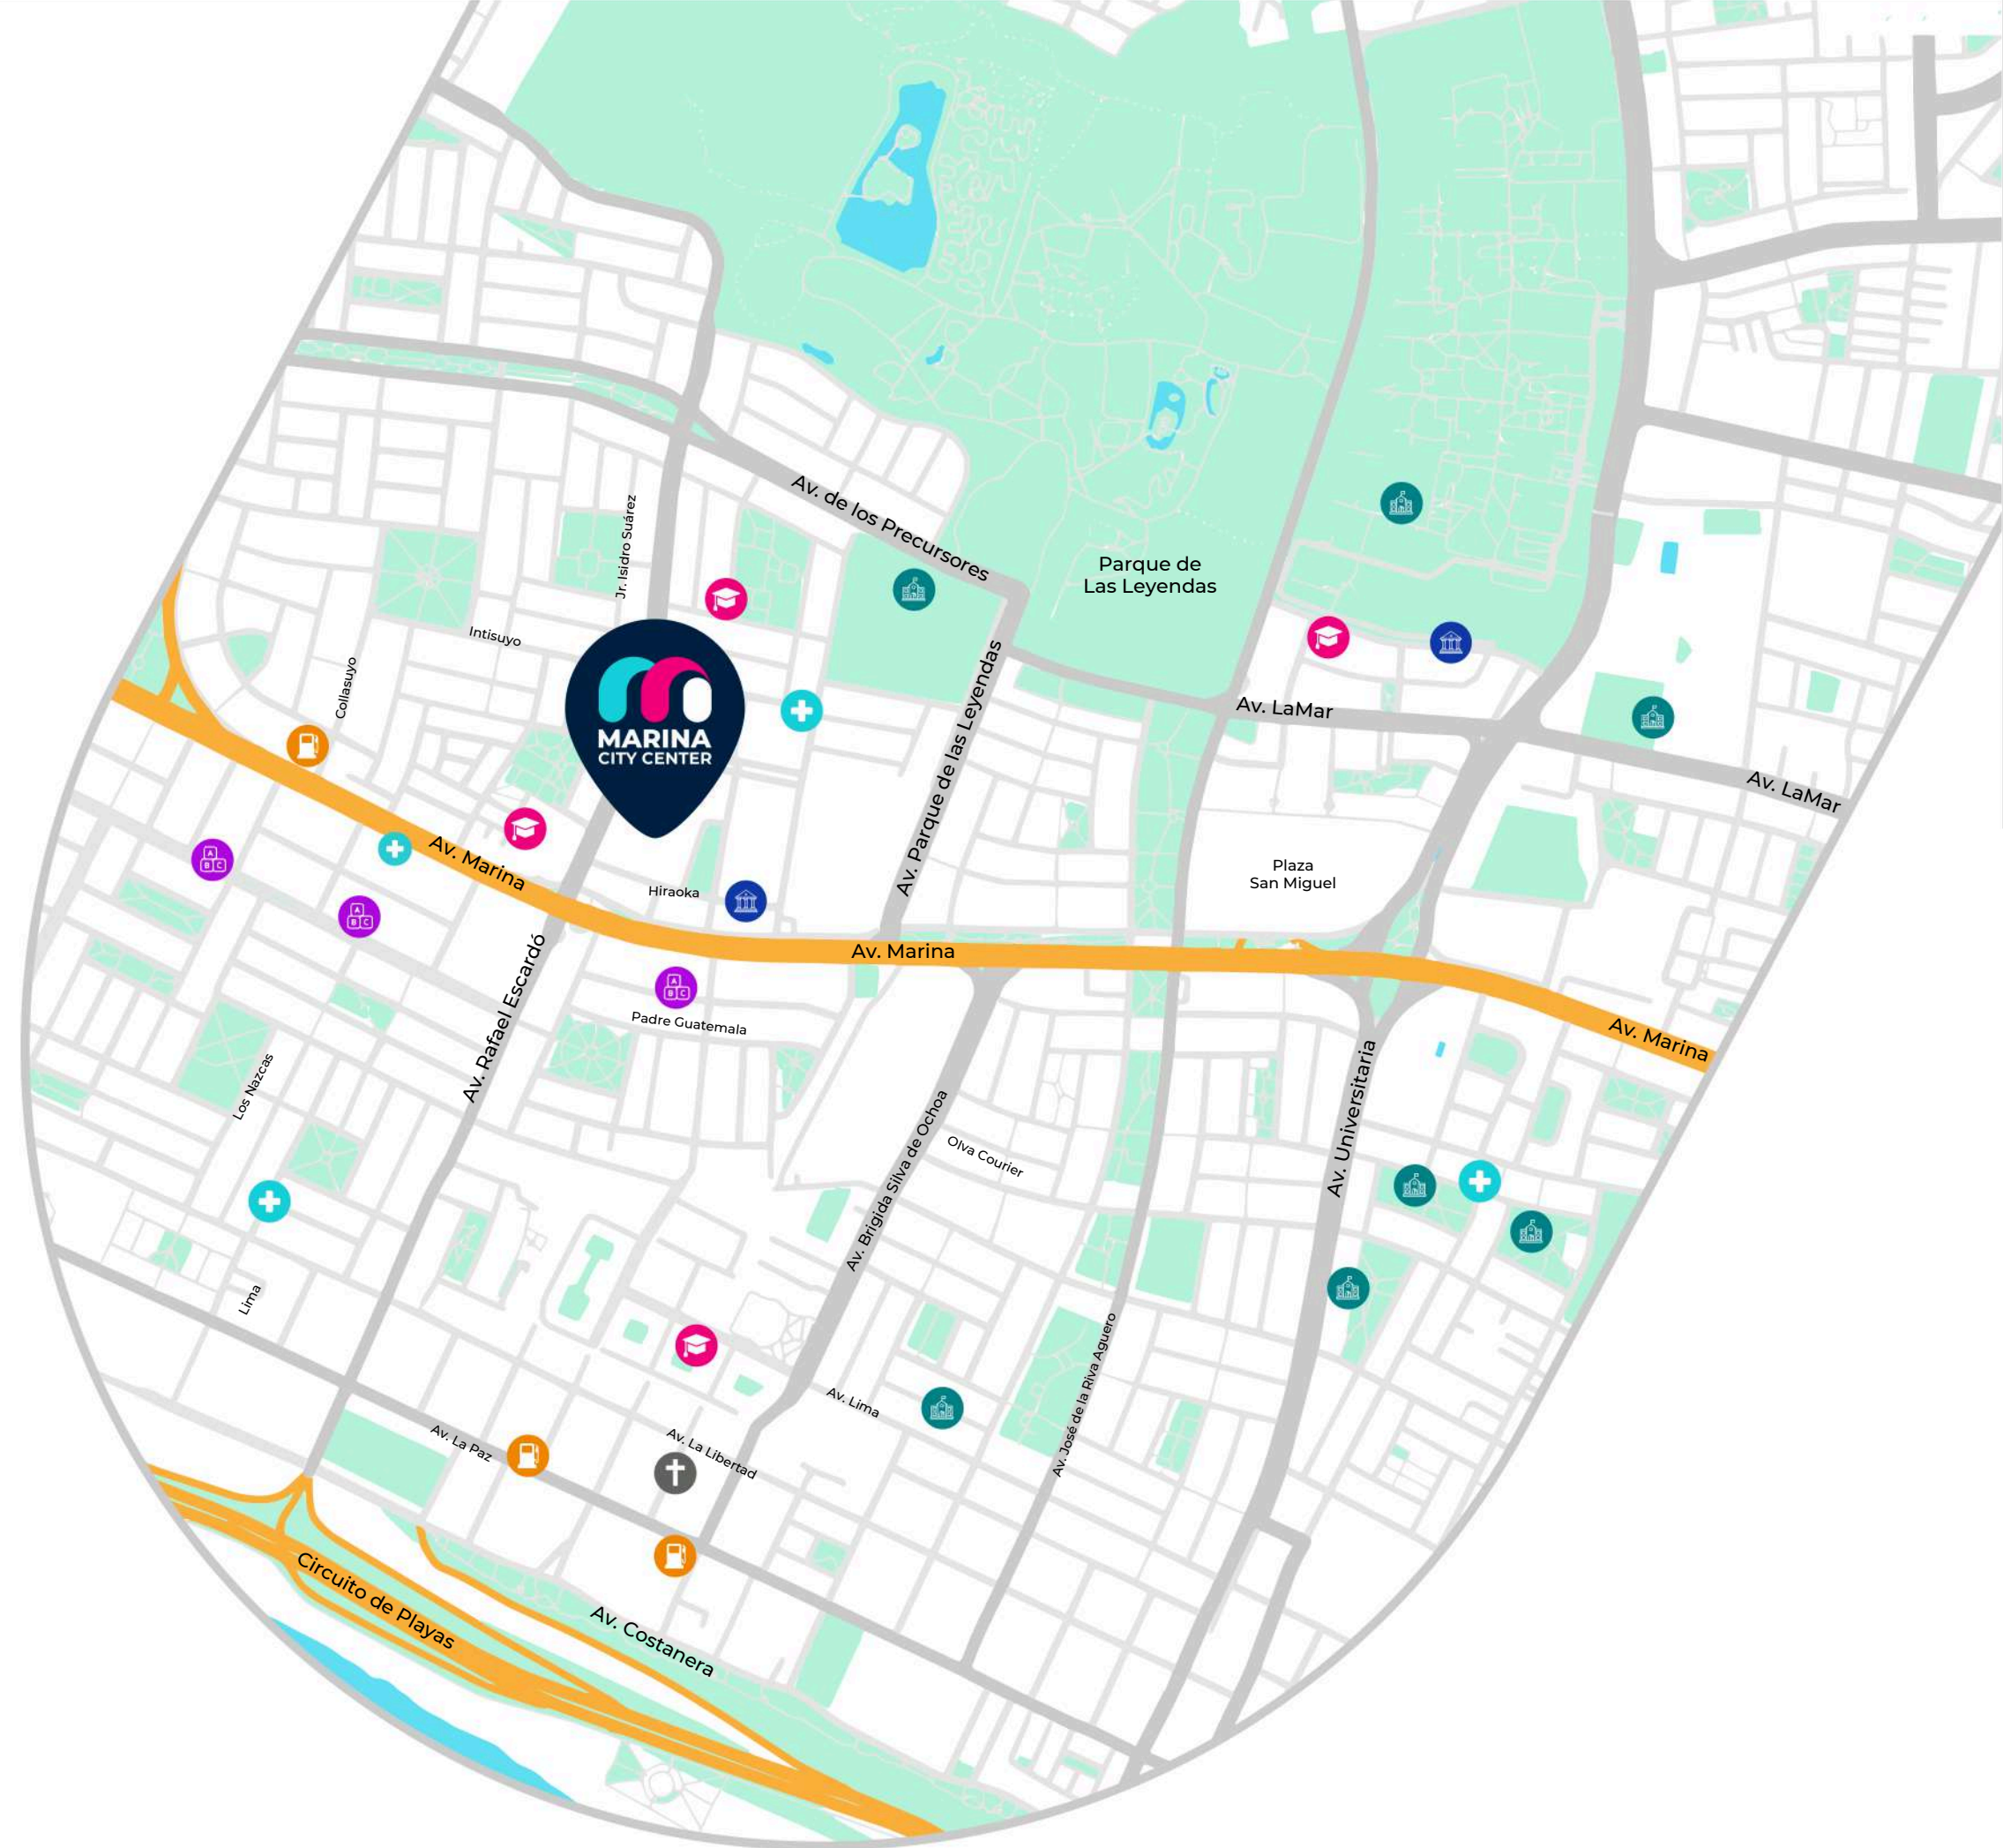 Av. de los Precursores
Jr. Isidro Suárez
Parque de
Las Leyendas
Intisuyo
Collasuyo
MARINA
CITY CENTER
Av. Parque de las Leyendas
Av. LaMar
Av. LaMar
Av. Marina
Hiraoka
Plaza
San Miguel
Av. Marina
Av. Rafael Escardó
Padre Guatemala
Av. Marina
Los Nazcas
Av. Brigida Silva de Ochoa
Olva Courier
Av. Universitaria
Lima
Av. José de la Riva Aguero
Av. Lima
Av. La Paz
Av. La Libertad
Circuito de Playas
Av. Costanera
A
B C
A
B C
A
B C